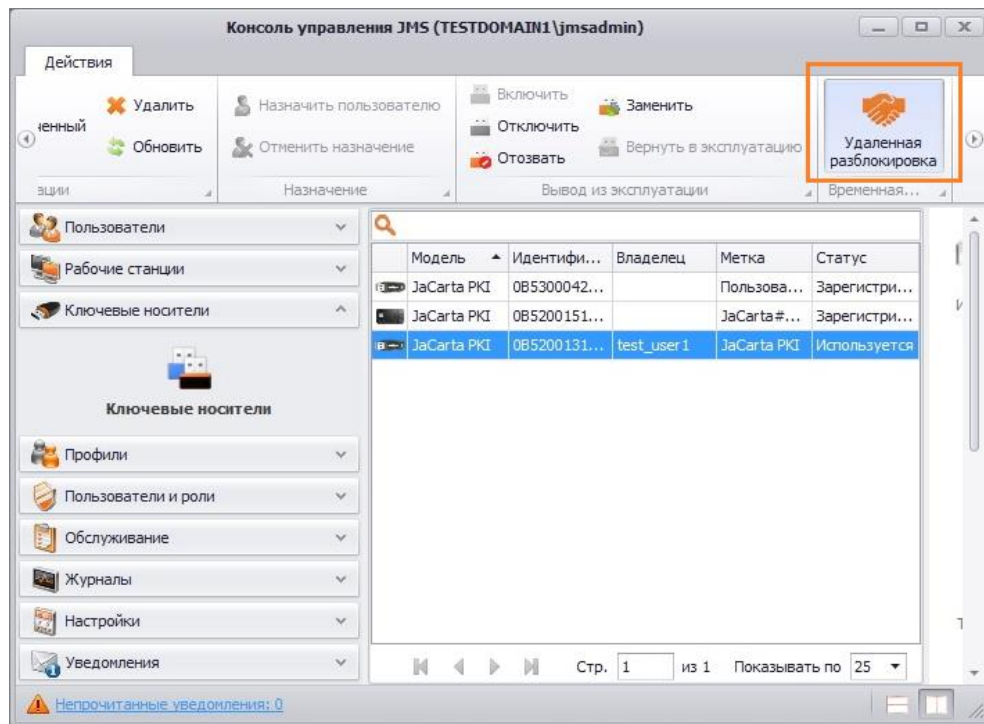 Консоль управления JMS (TESTDOMAIN1\jmsadmin)
Действия
Удалить
Обновить
Назначить пользователю
Отменить назначение
Назначение
Включить
Отключить
Отозвать
Заменить
Вернуть в эксплуатацию
Вывод из эксплуатации
Удаленная
разблокировка
Временная...
Пользователи
Рабочие станции
Ключевые носители
Ключевые носители
Профили
Пользователи и роли
Обслуживание
Журналы
Настройки
Уведомления
Модель Идентифи... Владелец Метка Статус
JaCarta PKI 0B5300042... Пользова... Зарегистри...
JaCarta PKI 0B5200151... JaCarta#... Зарегистри...
JaCarta PKI 0B5200131... test_user1 JaCarta PKI Используется
Стр. 1 из 1 Показывать по 25
Непрочитанные уведомления: 0